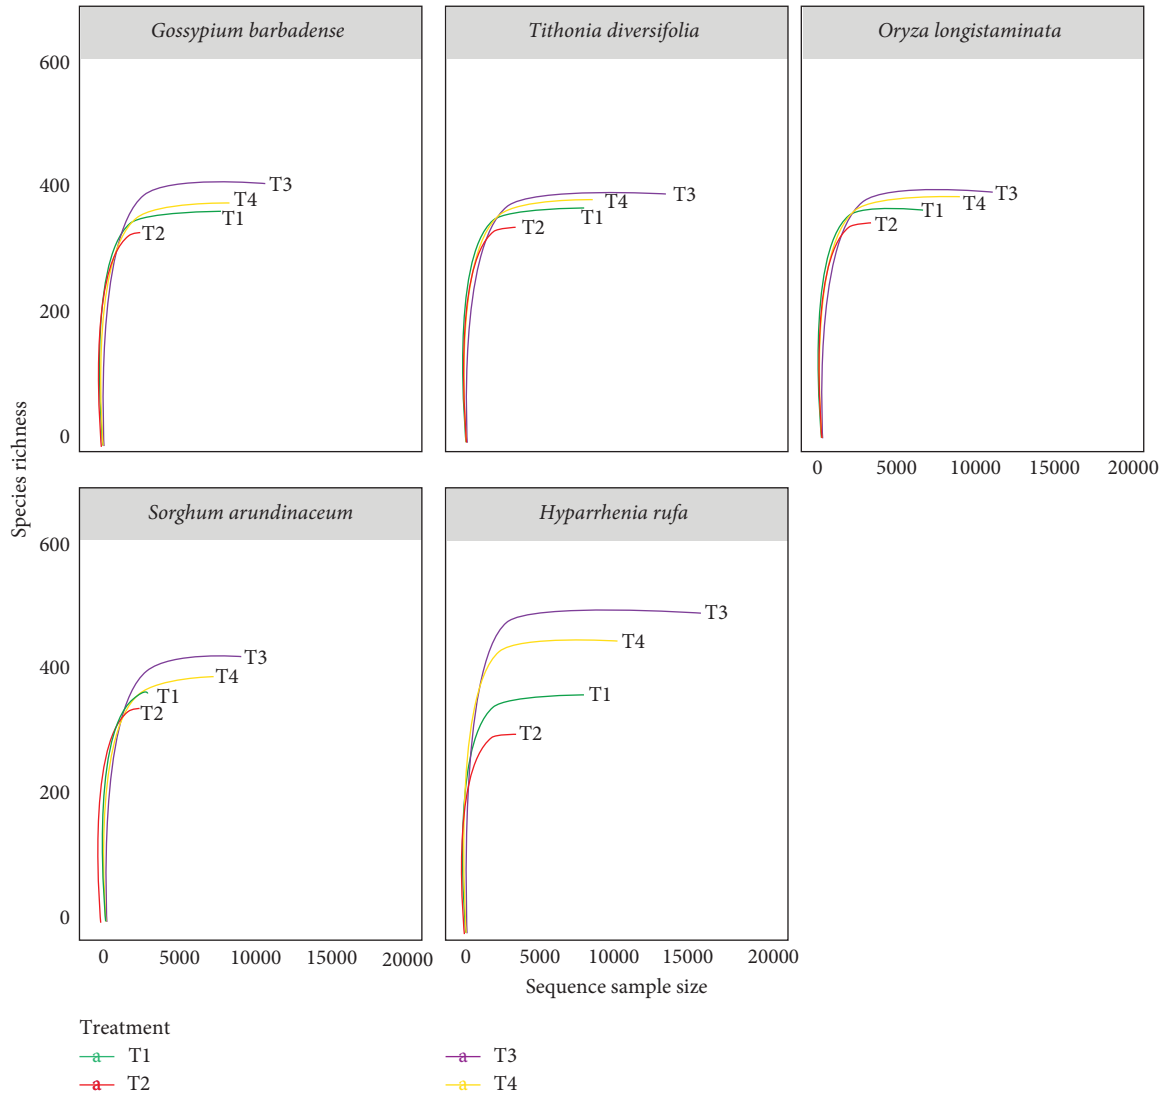 Gossypium barbadense
Tithonia diversifolia
Oryza longistaminata
600
400
200
0
T3
T4
T1
T2
T3
T4
T1
T2
T3
T4
T1
T2
0 5000 10000 15000 20000
Species richness
Sorghum arundinaceum
Hyparrhenia rufa
600
400
200
0
T3
T4
T1
T2
T3
T4
T1
T2
0 5000 10000 15000 20000
0 5000 10000 15000 20000
Sequence sample size
Treatment
a T1
a T2
a T3
a T4